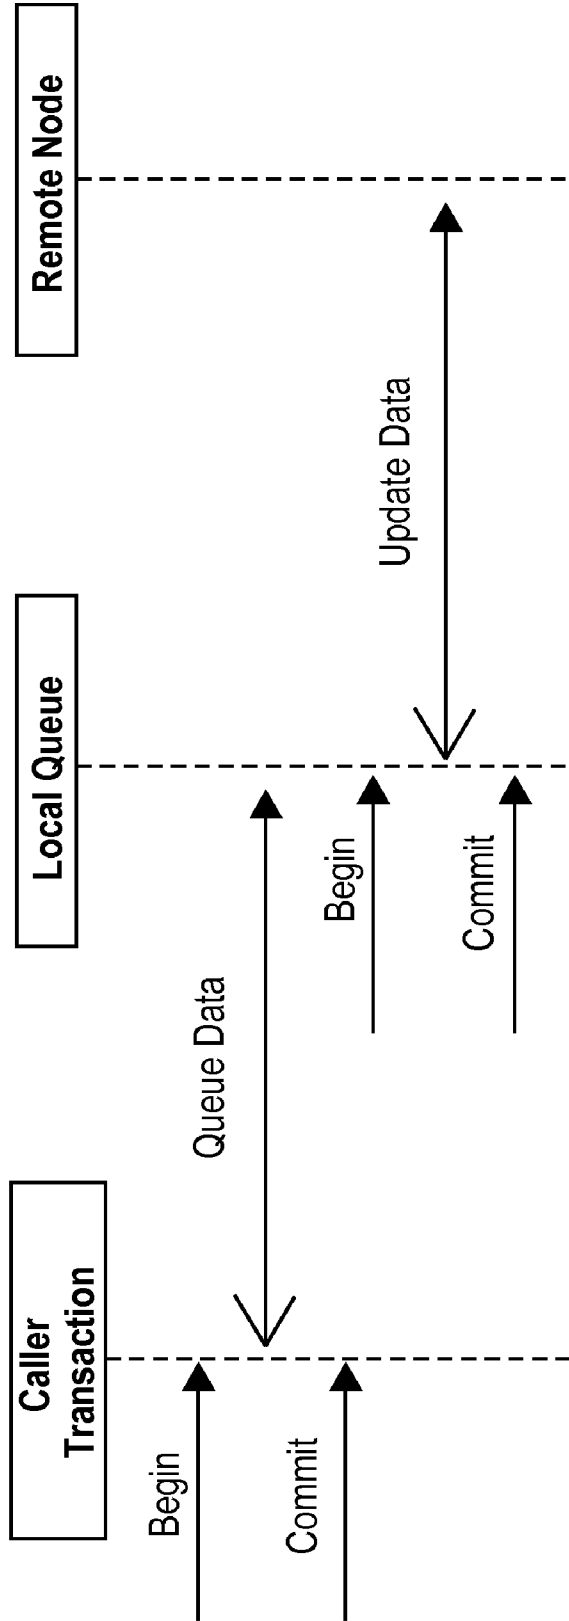 Caller
Transaction
Local Queue
Remote Node
Begin
Queue Data
Commit
Begin
Update Data
Commit